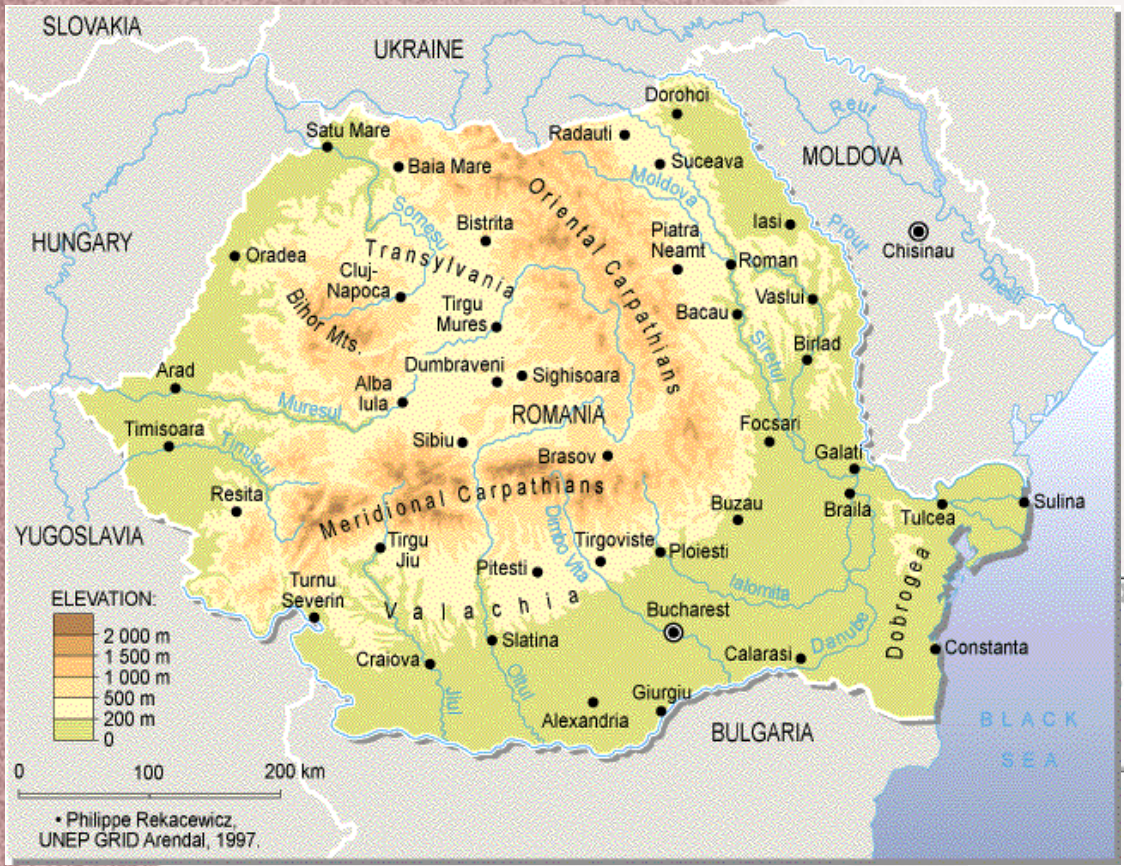 SLOVAKIA
UKRAINE
Dorohoi
Reut
Satu Mare
Radauti
Baia Mare
Suceava
MOLDOVA
Moldova
Oriental Carpathians
Somesu
HUNGARY
Bistrita
Piatra
Neamt
Iasi
Prout
Chisinau
Oradea
Transylvania
Roman
Dnestr
Cluj-
Napoca
Bihor Mts.
Tirgu
Mures
Vaslui
Bacau
Siretul
Birlad
Arad
Dumbraveni
Sighisoara
Alba
Iula
Muresul
ROMANIA
Timisoara
Timisul
Sibiu
Brasov
Focsari
Galati
Resita
Meridional Carpathians
Buzau
Braila
Tulcea
Sulina
YUGOSLAVIA
Dimbo Vita
Tirgu
Jiu
Tirgoviste
Ploiesti
Pitesti
Turnu
Severin
Ialomita
Dobrogea
ELEVATION:
2 000 m
1 500 m
1 000 m
500 m
200 m
0
Valachia
Bucharest
Slatina
Craiova
Calarasi
Danube
Constanta
Jiul
Oltul
Giurgiu
Alexandria
BULGARIA
BLACK
SEA
0 100 200 km
• Philippe Rekacewicz,
UNEP GRID Arendal, 1997.